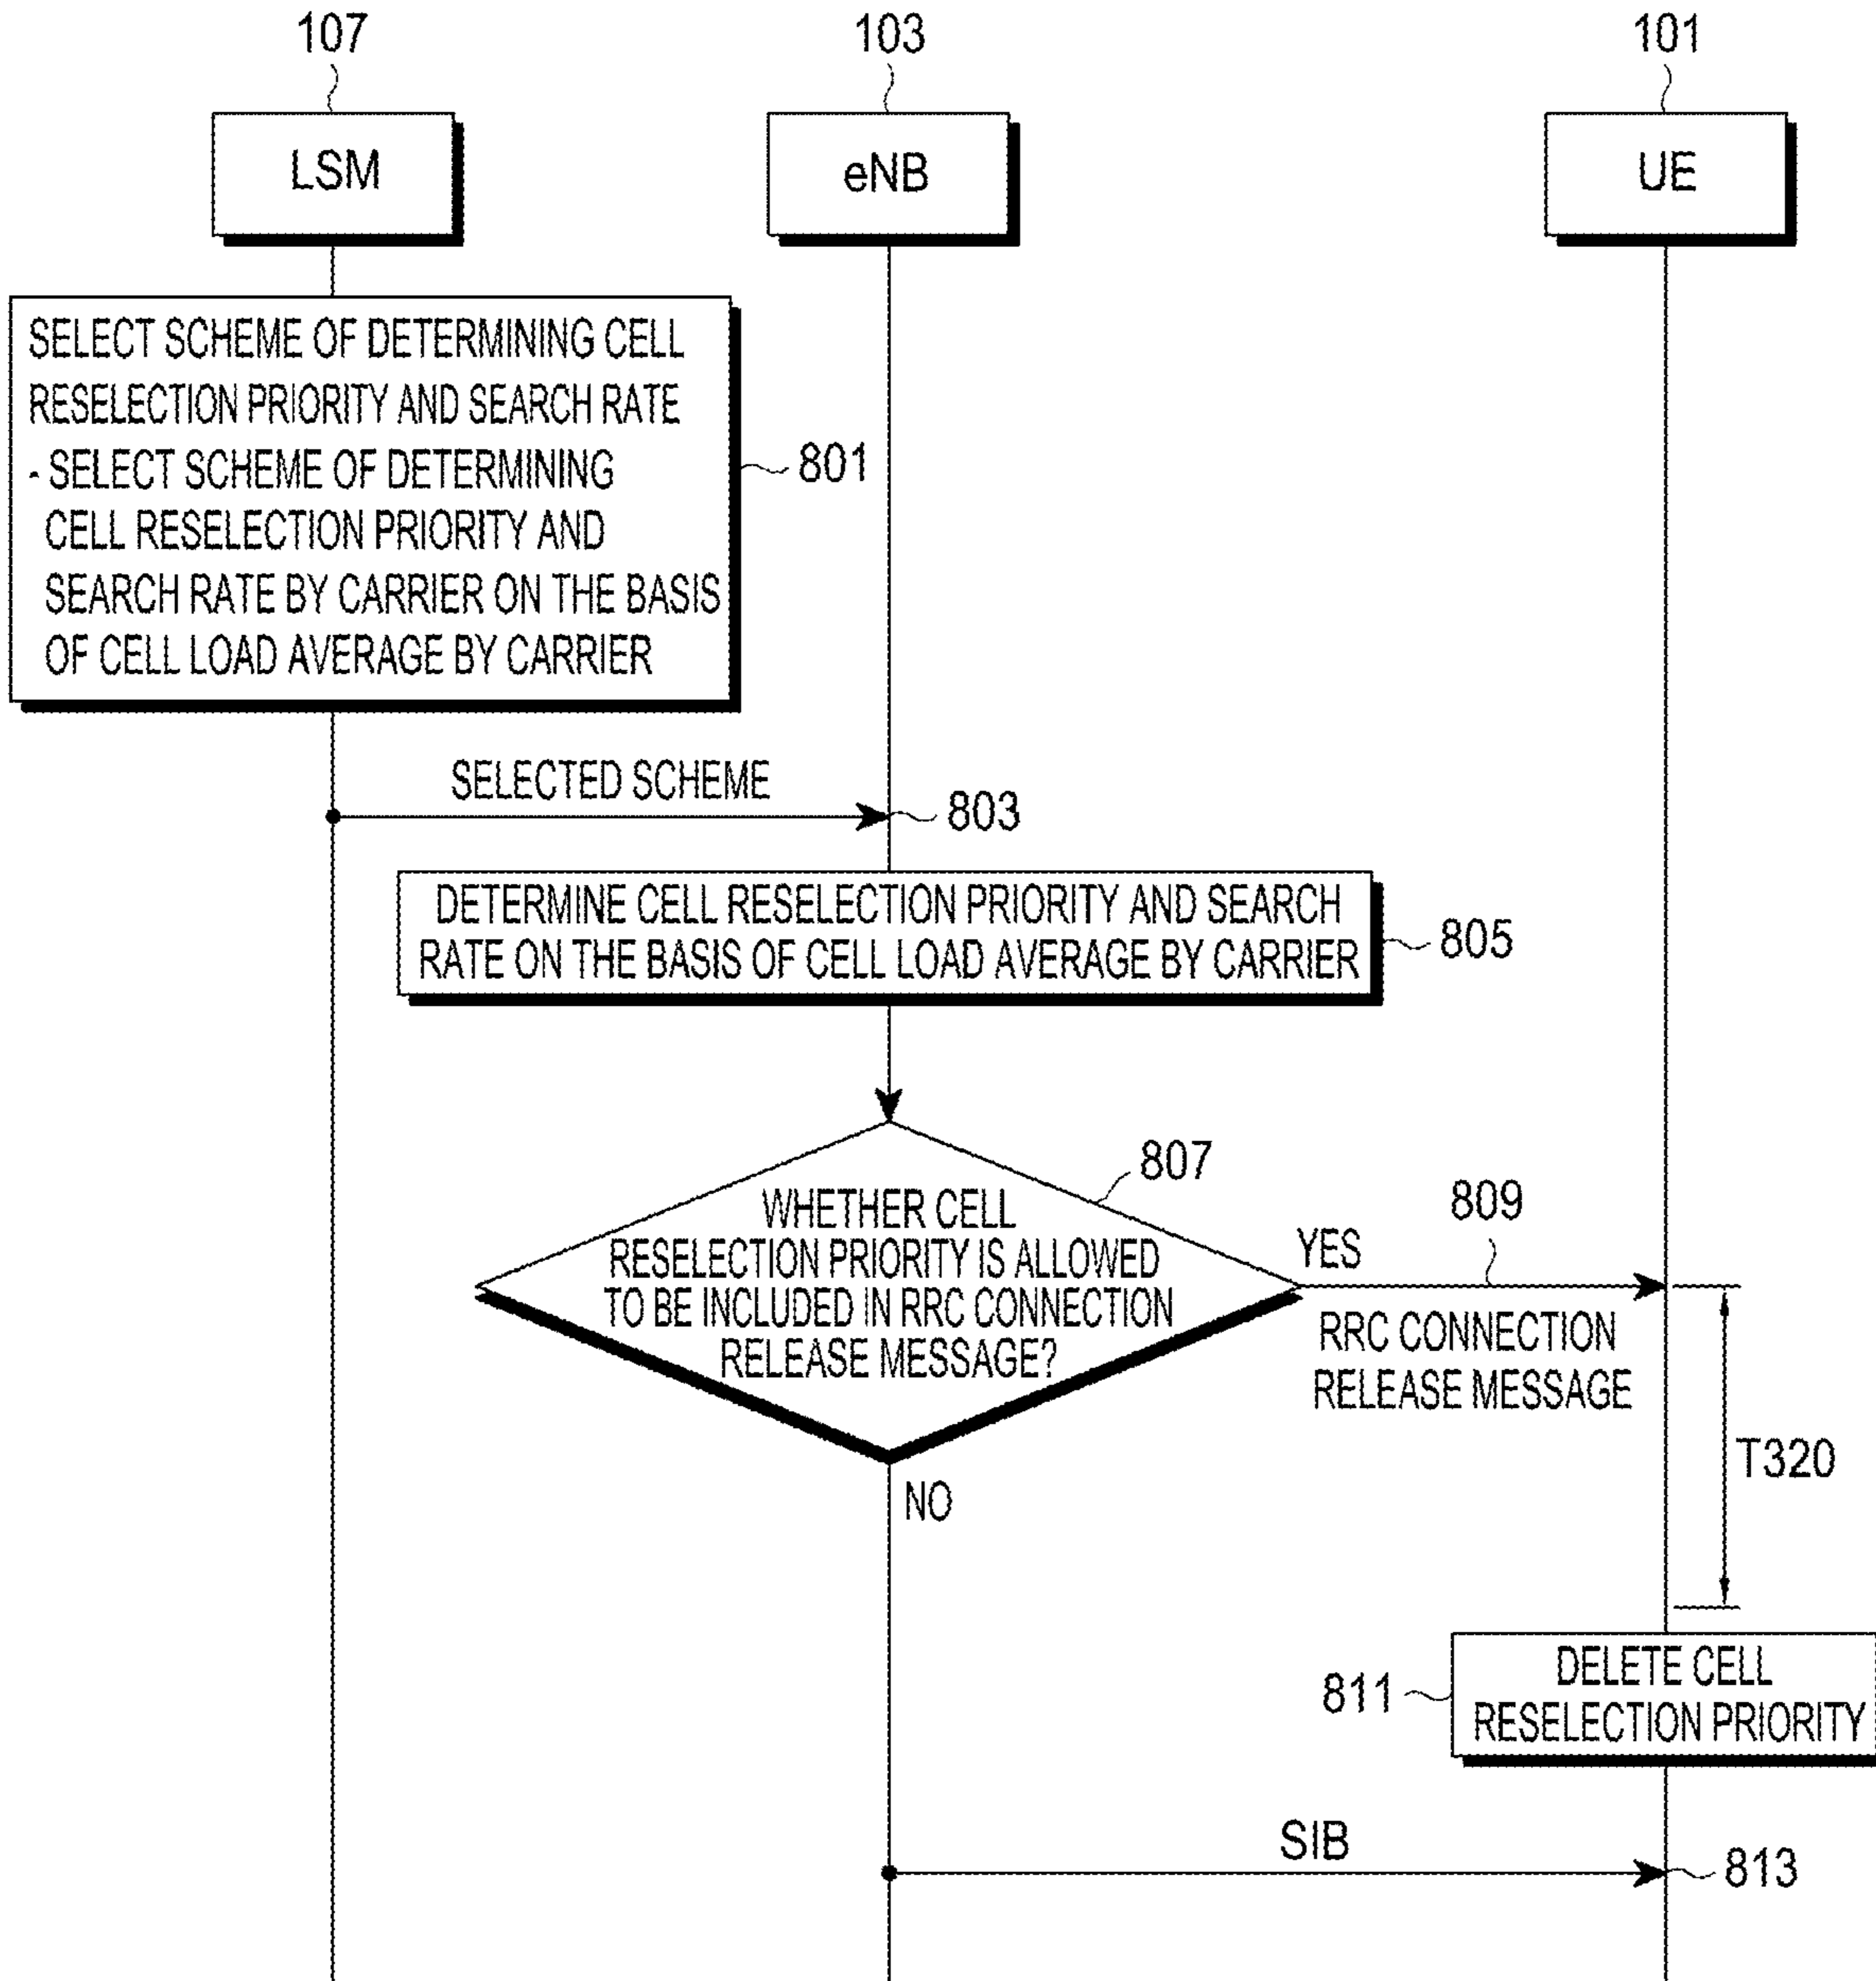 107
103
101
LSM
eNB
UE
SELECT SCHEME OF DETERMINING CELL
RESELECTION PRIORITY AND SEARCH RATE
- SELECT SCHEME OF DETERMINING
CELL RESELECTION PRIORITY AND
SEARCH RATE BY CARRIER ON THE BASIS
OF CELL LOAD AVERAGE BY CARRIER
801
SELECTED SCHEME
803
DETERMINE CELL RESELECTION PRIORITY AND SEARCH
RATE ON THE BASIS OF CELL LOAD AVERAGE BY CARRIER
805
807
WHETHER CELL
RESELECTION PRIORITY IS ALLOWED
TO BE INCLUDED IN RRC CONNECTION
RELEASE MESSAGE?
YES
809
RRC CONNECTION
RELEASE MESSAGE
T320
NO
811
DELETE CELL
RESELECTION PRIORITY
SIB
813